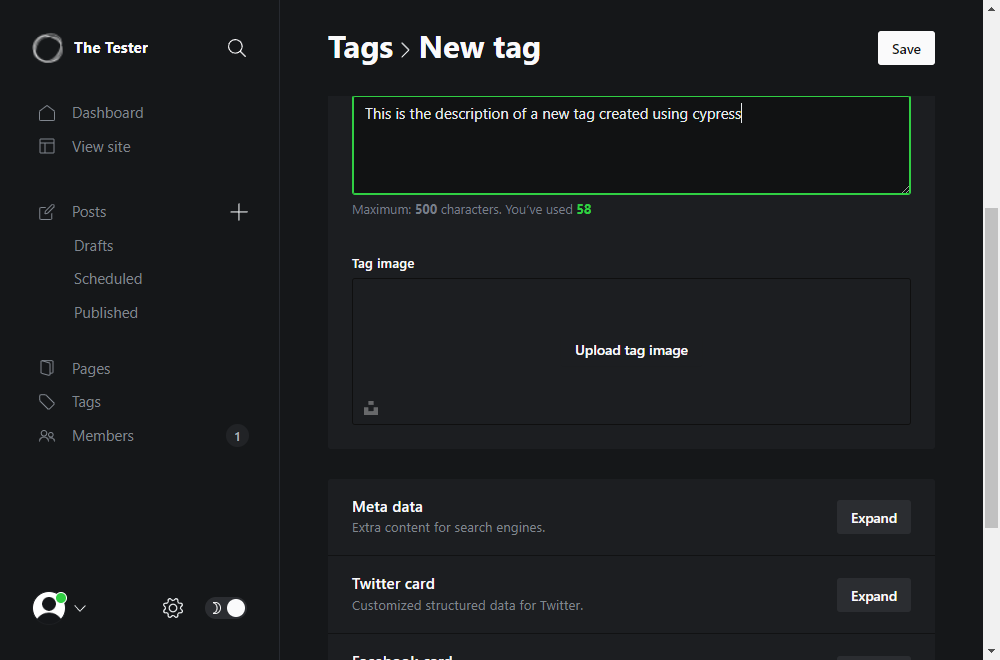 The Tester
Dashboard
View site
Posts
Drafts
Scheduled
Published
Pages
Tags
Members
1
Tags > New tag
Save
This is the description of a new tag created using cypress
Maximum: 500 characters. You've used 58
Tag image
Upload tag image
Meta data
Extra content for search engines.
Expand
Twitter card
Customized structured data for Twitter.
Expand
Facebook card